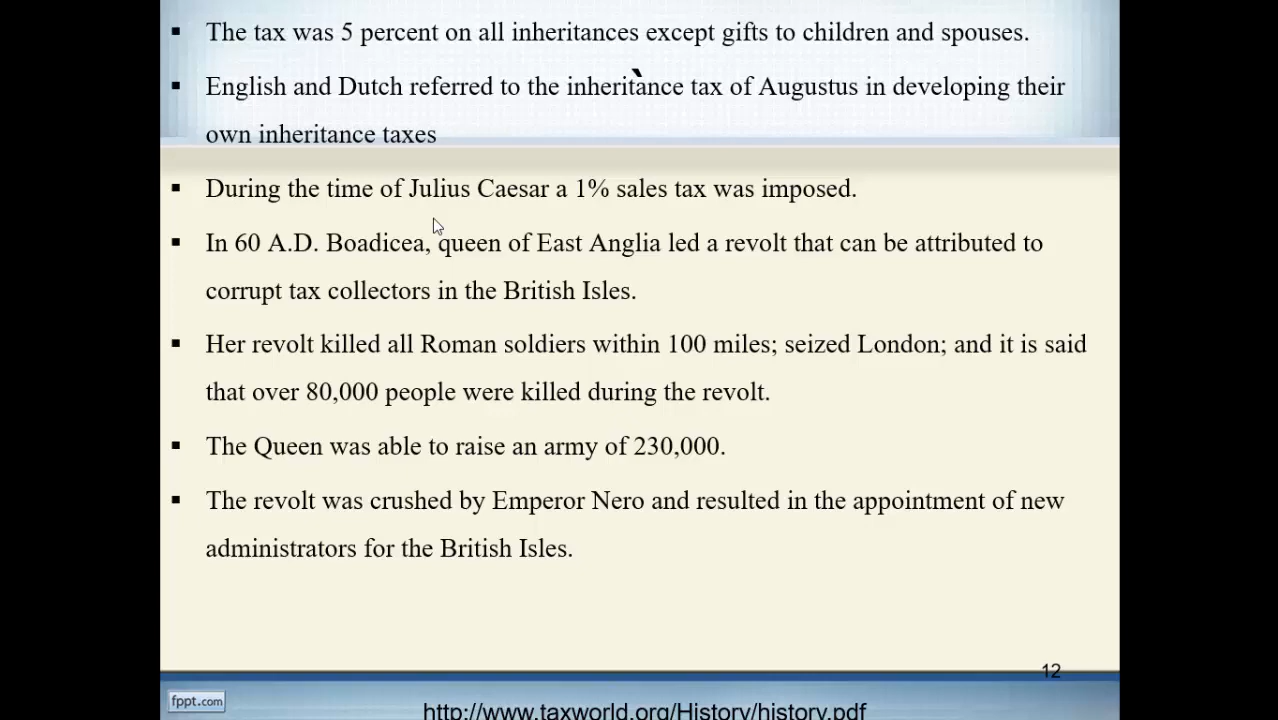 ▪ The tax was 5 percent on all inheritances except gifts to children and spouses.
`
▪ English and Dutch referred to the inheritance tax of Augustus in developing their
own inheritance taxes
▪ During the time of Julius Caesar a 1% sales tax was imposed.
▪ In 60 A.D. Boadicea, queen of East Anglia led a revolt that can be attributed to
corrupt tax collectors in the British Isles.
▪ Her revolt killed all Roman soldiers within 100 miles; seized London; and it is said
that over 80,000 people were killed during the revolt.
▪ The Queen was able to raise an army of 230,000.
▪ The revolt was crushed by Emperor Nero and resulted in the appointment of new
administrators for the British Isles.
12
fppt.com
http://www.taxworld.org/History/history.pdf